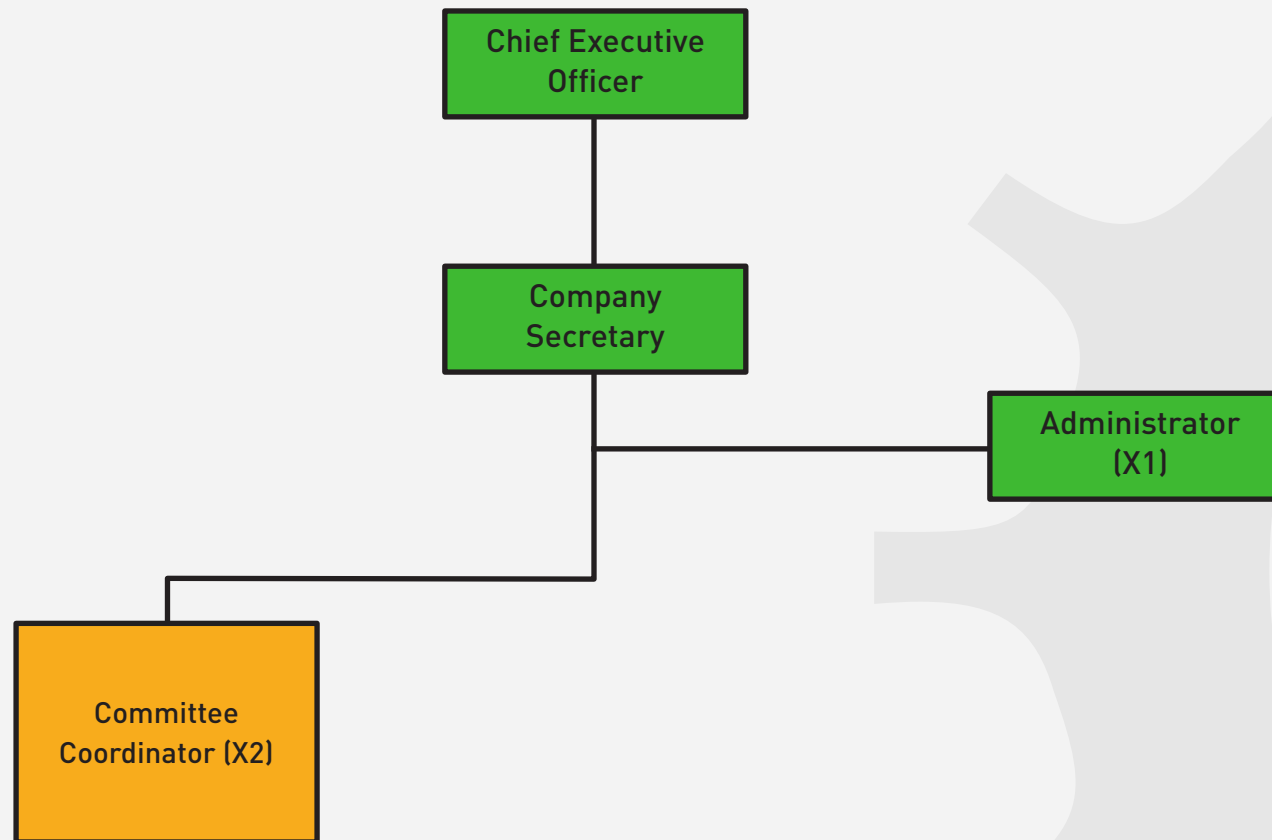 Chief Executive
Officer
Company
Secretary
Administrator
(X1)
Committee
Coordinator (X2)